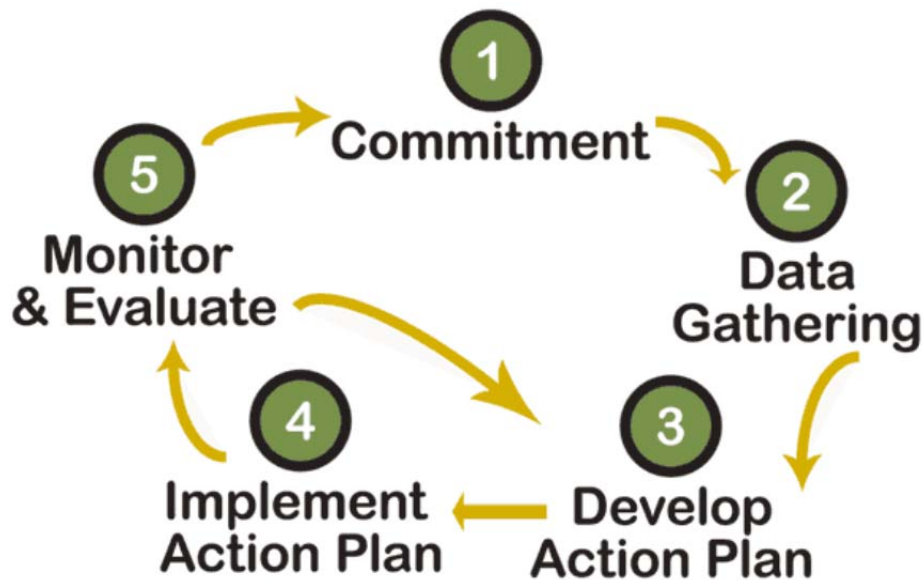 1
Commitment
2
Data
Gathering
3
Develop
Action Plan
4
Implement
Action Plan
5
Monitor
& Evaluate